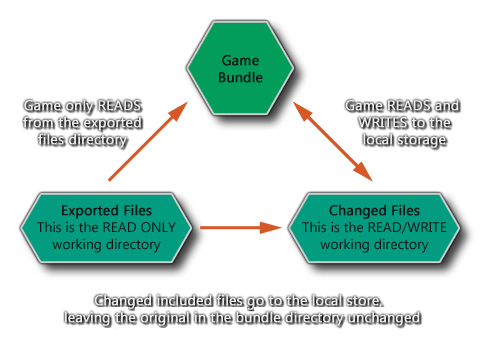 Game
Bundle
Game only READS
from the exported
files directory
Game READS and
WRITES to the
local storage
Exported Files
This is the READ ONLY
working directory
Changed Files
This is the READ/WRITE
working directory
Changed included files go to the local store.
leaving the original in the bundle directory unchanged